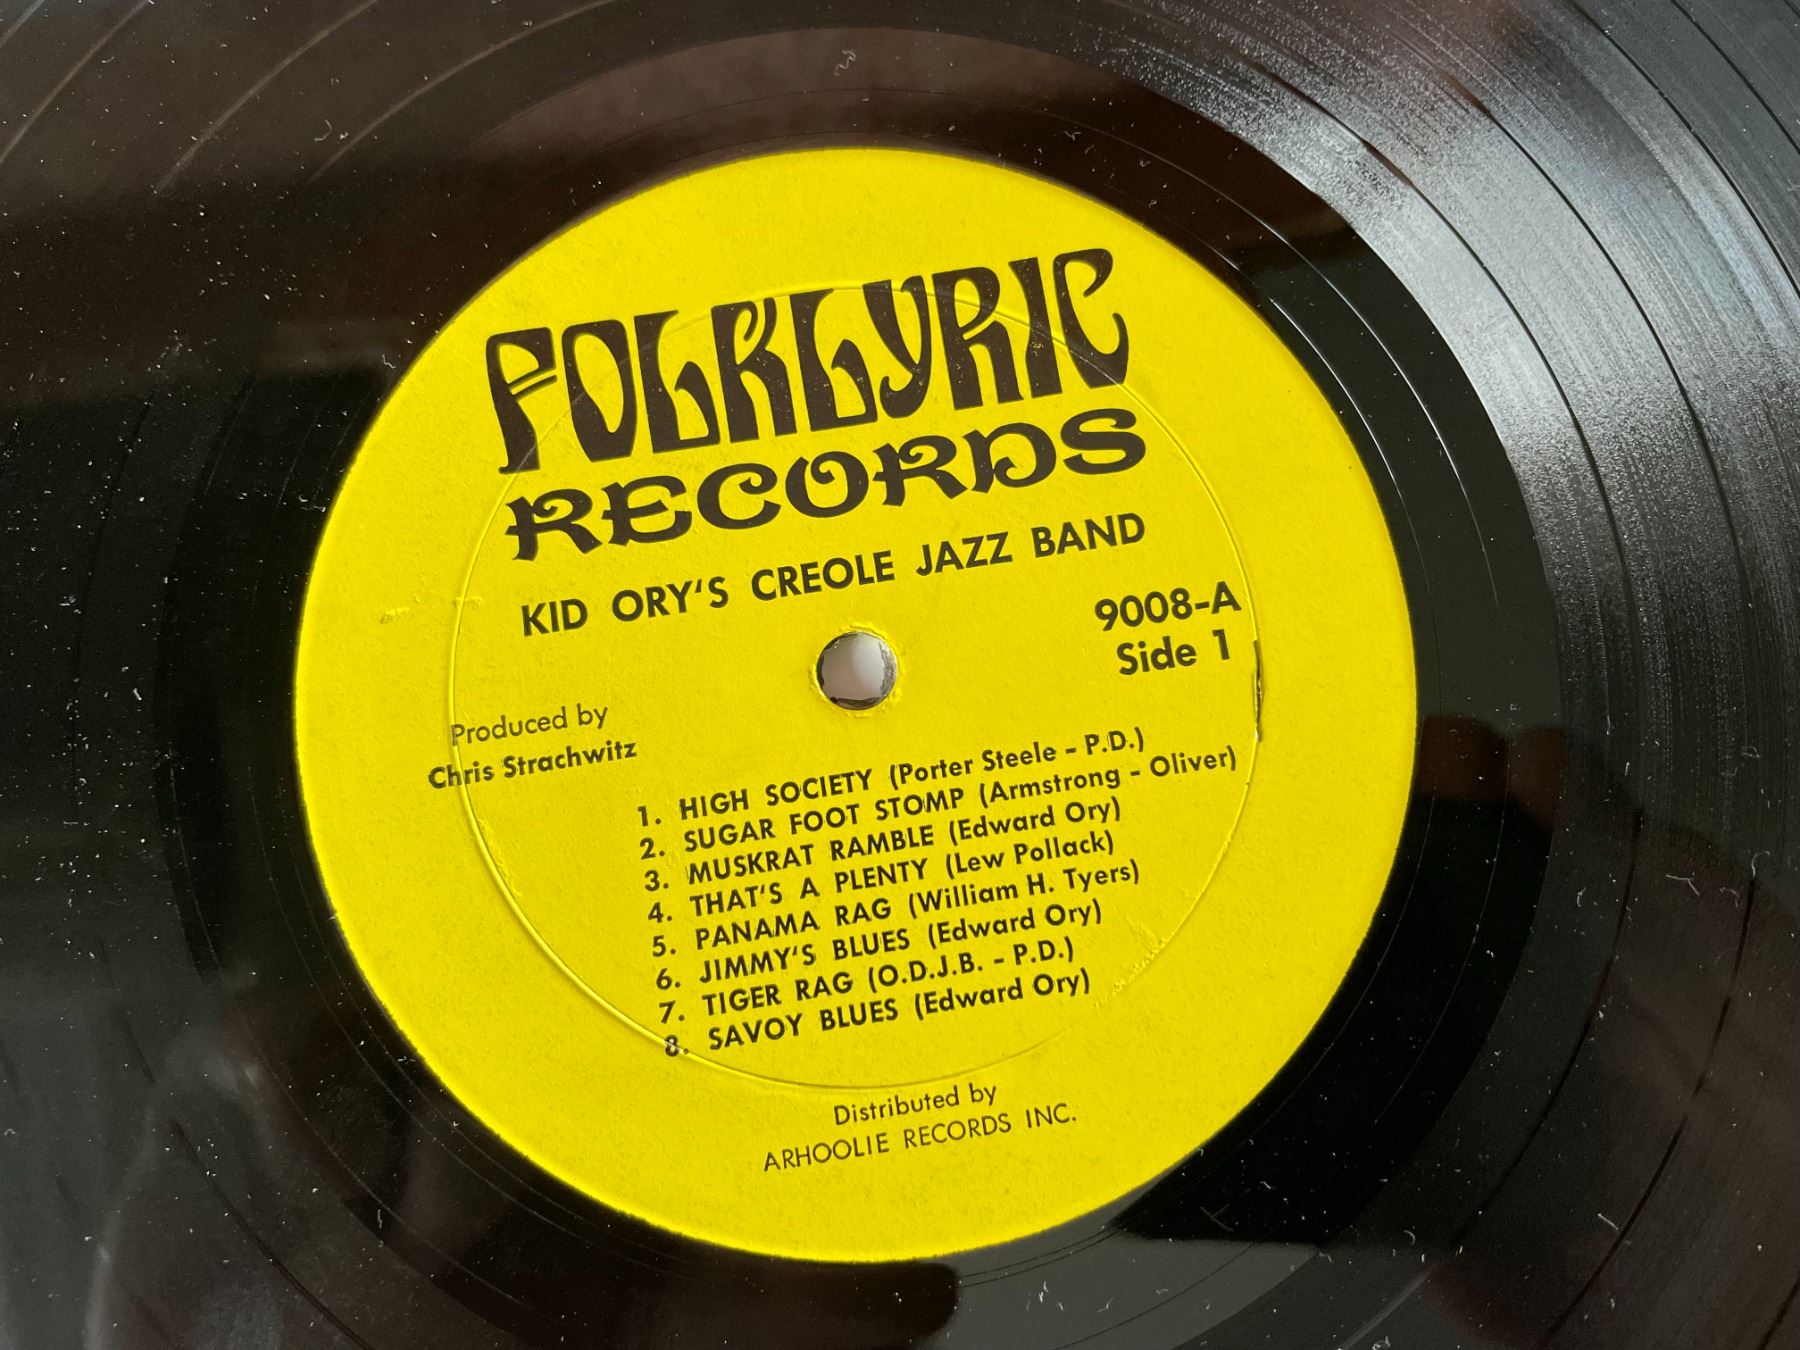 FOLKLYRIC
RECORDS
KID ORY'S CREOLE JAZZ BAND
9008-A
Side 1
Produced by
Chris Strachwitz
1. HIGH SOCIETY (Porter Steele - P.D.)
2. SUGAR FOOT STOMP (Armstrong - Oliver)
3. MUSKRAT RAMBLE (Edward Ory)
4. THAT'S A PLENTY (Lew Pollack)
5. PANAMA RAG (William H. Tyers)
6. JIMMY'S BLUES (Edward Ory)
7. TIGER RAG (O.D.J.B. - P.D.)
8. SAVOY BLUES (Edward Ory)
Distributed by
ARHOOLIE RECORDS INC.